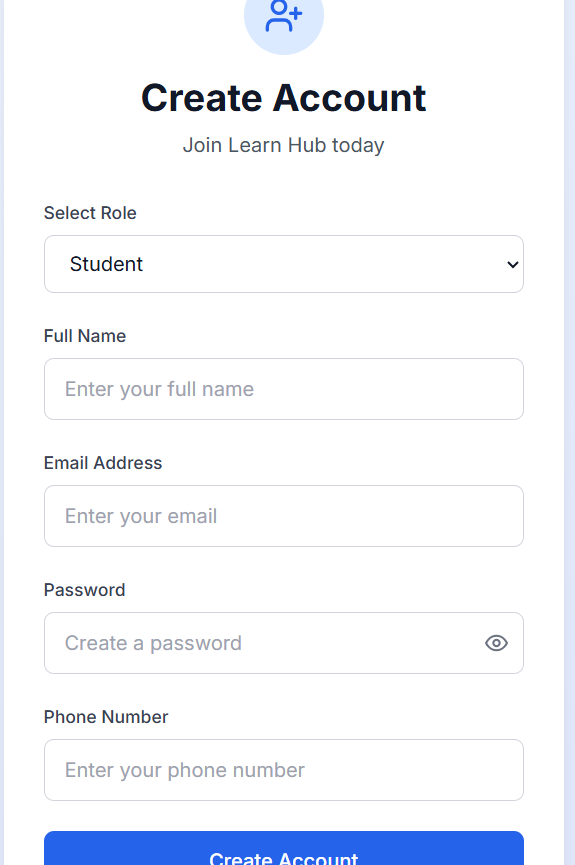 Create Account
Join Learn Hub today
Select Role
Student
Full Name
Enter your full name
Email Address
Enter your email
Password
Create a password
Phone Number
Enter your phone number
Create Account